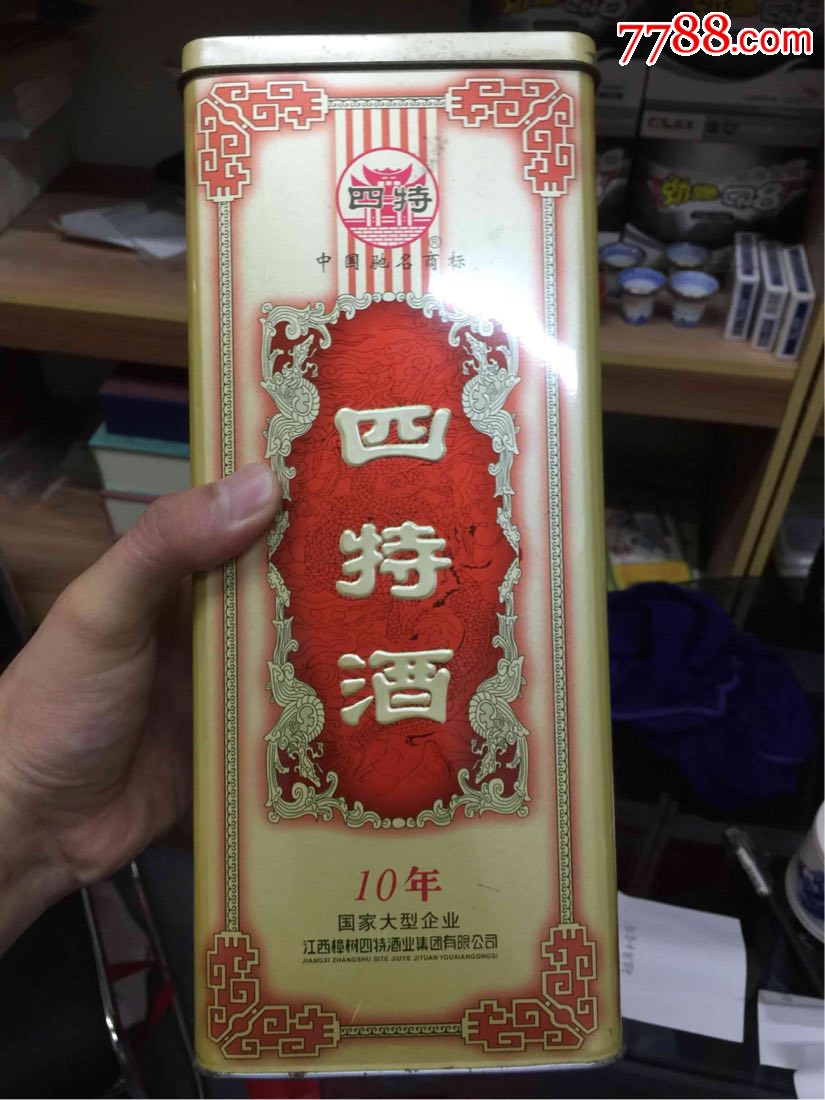 7788.com
四特
®
中国驰名商标
四
特
酒
10年
国家大型企业
江西樟树四特酒业集团有限公司
JIANGXI ZHANGSHU SITE JIUYE JITUAN YOUXIANGONGSI